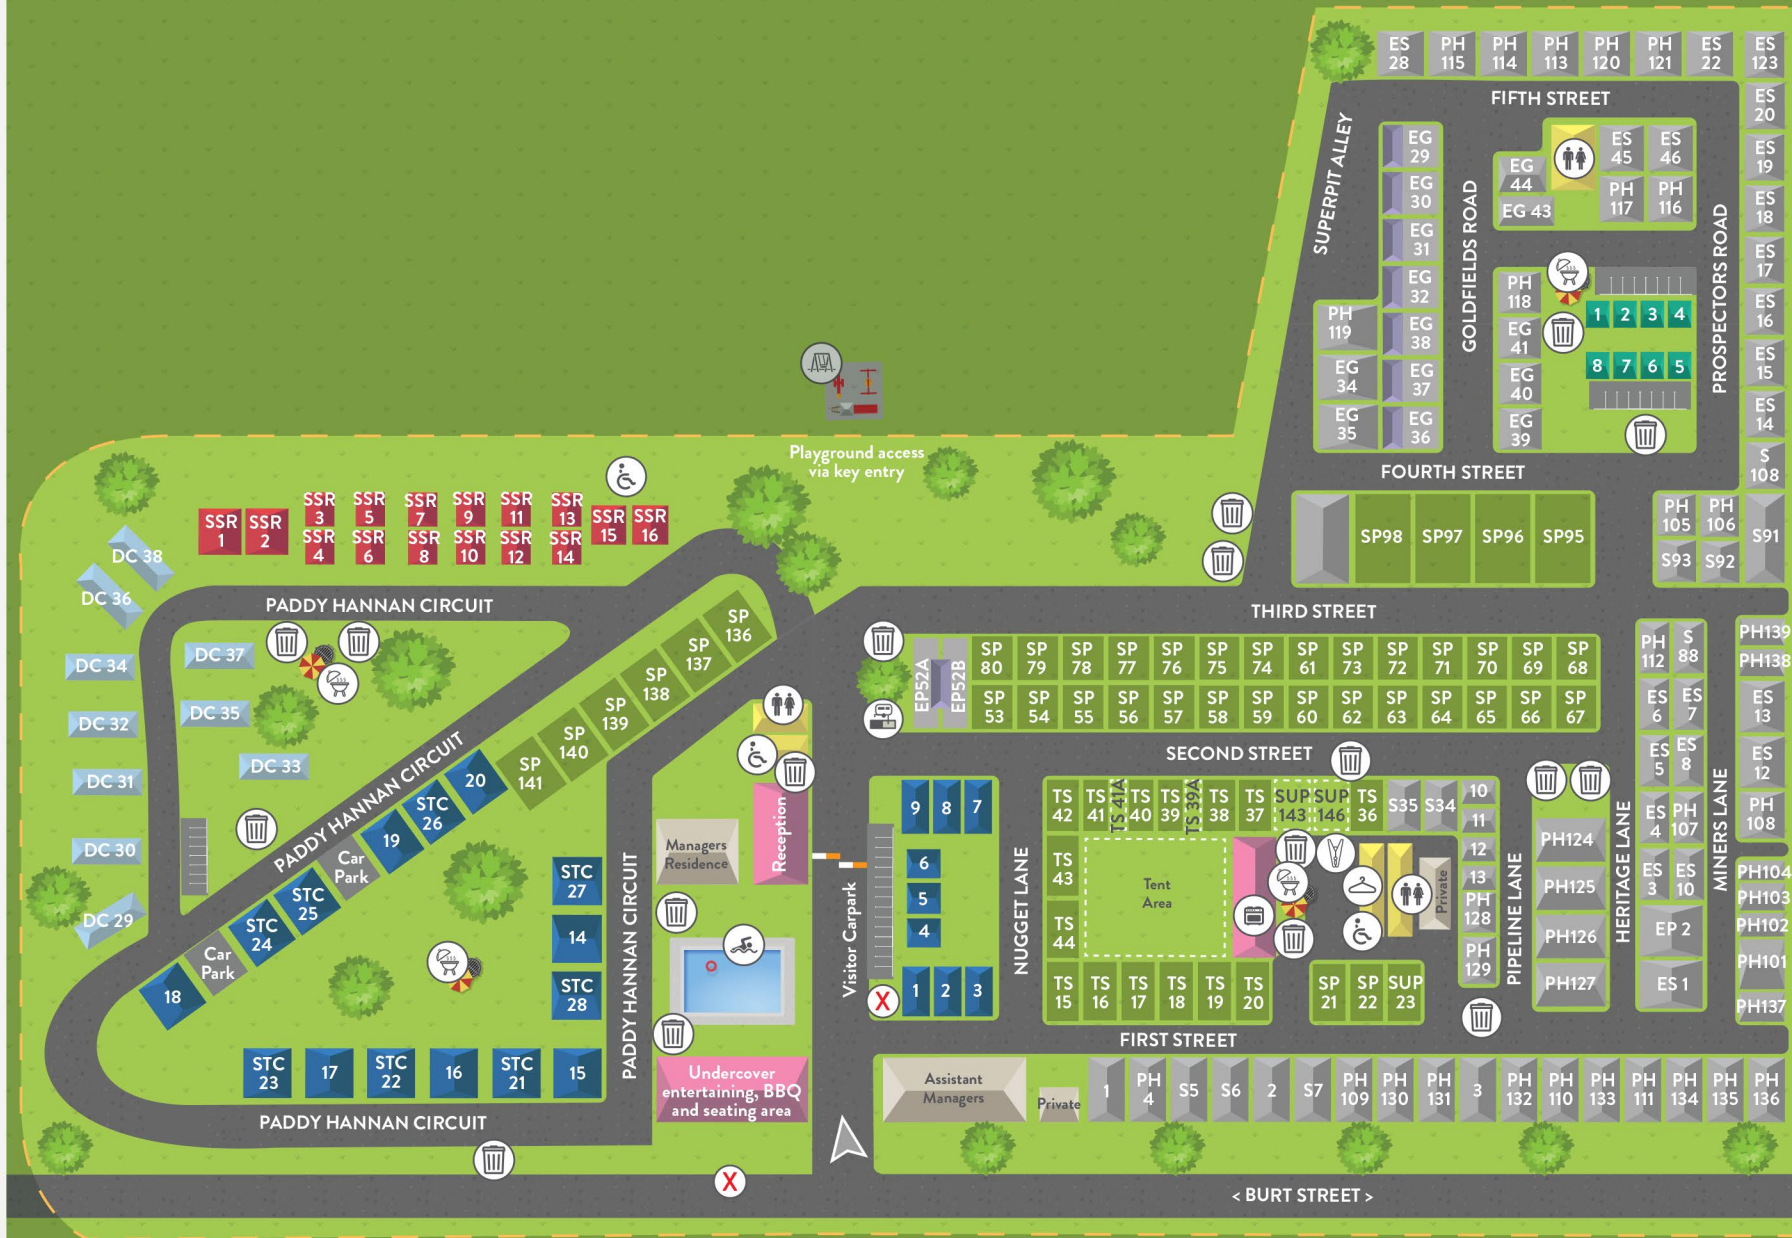 ES 28
PH 115
PH 114
PH 113
PH 120
PH 121
ES 22
ES 123
FIFTH STREET
SUPERPIT ALLEY
GOLDFIELDS ROAD
PROSPECTORS ROAD
ES 20
ES 19
ES 18
ES 17
ES 16
ES 15
ES 14
S 108
EG 29
EG 30
EG 31
EG 32
EG 38
EG 37
EG 36
PH 119
EG 34
EG 35
EG 44
EG 43
ES 45
ES 46
PH 117
PH 116
PH 118
EG 41
EG 40
EG 39
1 2 3 4
8 7 6 5
FOURTH STREET
SP98
SP97
SP96
SP95
PH 105
PH 106
S93
S92
S91
Playground access
via key entry
SSR 1
SSR 2
SSR 3
SSR 4
SSR 5
SSR 6
SSR 7
SSR 8
SSR 9
SSR 10
SSR 11
SSR 12
SSR 13
SSR 14
SSR 15
SSR 16
DC 38
DC 36
DC 34
DC 32
DC 31
DC 30
DC 29
DC 37
DC 35
DC 33
PADDY HANNAN CIRCUIT
PADDY HANNAN CIRCUIT
PADDY HANNAN CIRCUIT
PADDY HANNAN CIRCUIT
PADDY HANNAN CIRCUIT
SP 136
SP 137
SP 138
SP 139
SP 140
SP 141
20
STC 26
19
Car Park
STC 25
STC 24
Car Park
18
STC 27
14
STC 28
STC 23
17
STC 22
16
STC 21
15
Managers
Residence
Reception
Undercover
entertaining, BBQ
and seating area
Visitor Carpark
X
X
9 8 7
6
5
4
1 2 3
THIRD STREET
EP52A
EP52B
SP 80
SP 79
SP 78
SP 77
SP 76
SP 75
SP 74
SP 61
SP 73
SP 72
SP 71
SP 70
SP 69
SP 68
SP 53
SP 54
SP 55
SP 56
SP 57
SP 58
SP 59
SP 60
SP 62
SP 63
SP 64
SP 65
SP 66
SP 67
SECOND STREET
NUGGET LANE
TS 42
TS 41
TS 41A
TS 40
TS 39
TS 39A
TS 38
TS 37
SUP 143
SUP 146
TS 36
S35
S34
10
11
12
13
PH 128
PH 129
TS 43
TS 44
Tent
Area
Private
TS 15
TS 16
TS 17
TS 18
TS 19
TS 20
SP 21
SP 22
SUP 23
PIPELINE LANE
PH124
PH125
PH126
PH127
HERITAGE LANE
PH 112
S 88
ES 6
ES 7
ES 5
ES 8
ES 4
PH 107
ES 3
ES 10
EP 2
ES 1
MINERS LANE
PH139
PH138
ES 13
ES 12
PH 108
PH104
PH103
PH102
PH101
PH137
FIRST STREET
Assistant
Managers
Private
1
PH 4
S5
S6
2
S7
PH 109
PH 130
PH 131
3
PH 132
PH 110
PH 133
PH 111
PH 134
PH 135
PH 136
< BURT STREET >